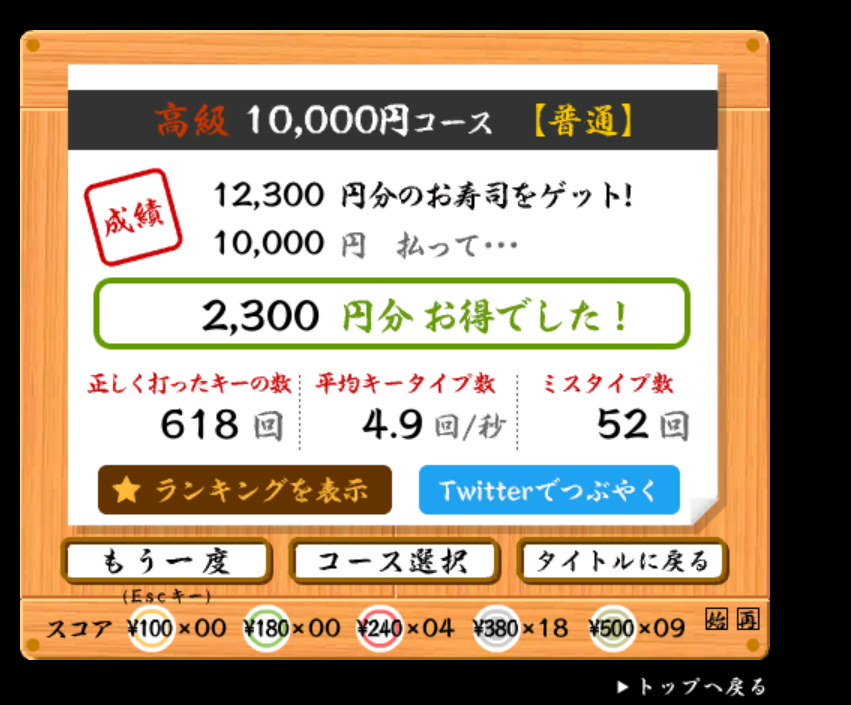 高級 10,000円コース 【普通】
成績
12,300 円分のお寿司をゲット!
10,000 円 払って・・・
2,300 円分 お得でした！
正しく打ったキーの数 平均キータイプ数 ミスタイプ数
618 回 4.9 回/秒 52 回
★ ランキングを表示 Twitterでつぶやく
もう一度 コース選択 タイトルに戻る
(Escキー)
スコア ¥100×00 ¥180×00 ¥240×04 ¥380×18 ¥500×09 始 再
▶トップへ戻る